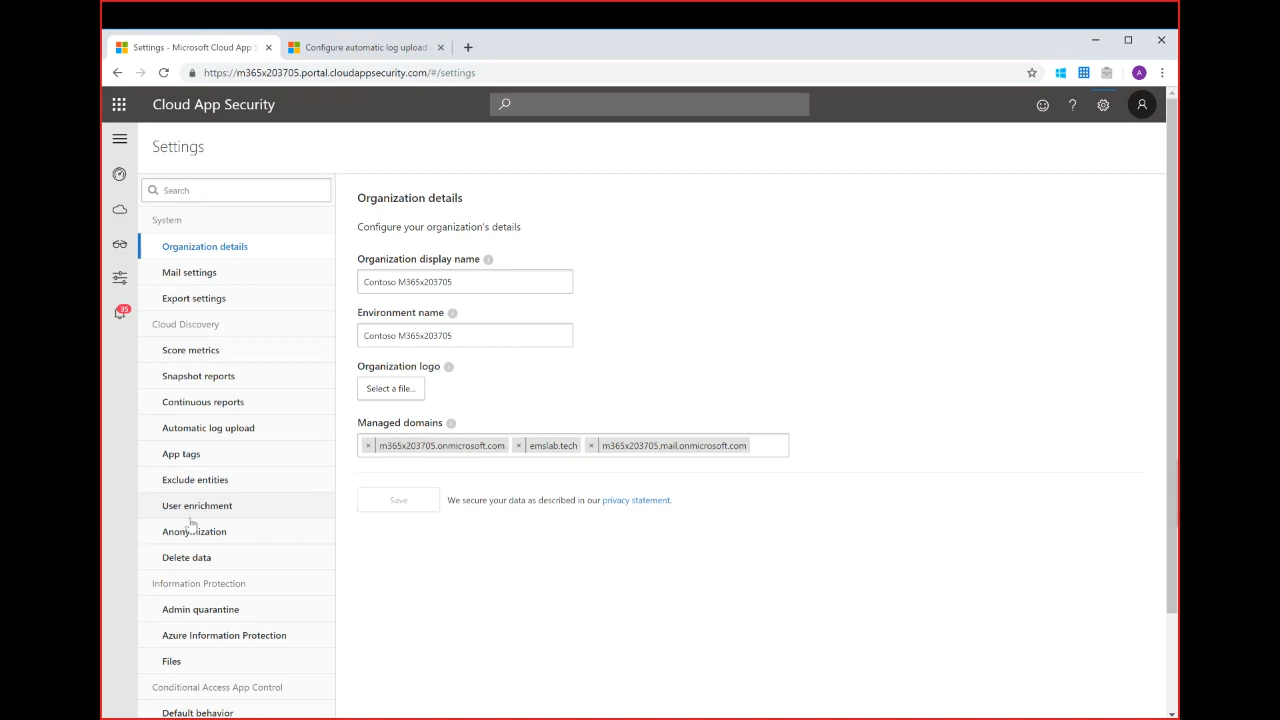 Settings - Microsoft Cloud App S
Configure automatic log upload
https://m365x203705.portal.cloudappsecurity.com/#/settings
A
Cloud App Security
?
Settings
Search
System
Organization details
Mail settings
Export settings
35
Cloud Discovery
Score metrics
Snapshot reports
Continuous reports
Automatic log upload
App tags
Exclude entities
User enrichment
Anonymization
Delete data
Information Protection
Admin quarantine
Azure Information Protection
Files
Conditional Access App Control
Default behavior
Organization details
Configure your organization's details
Organization display name
Contoso M365x203705
Environment name
Contoso M365x203705
Organization logo
Select a file...
Managed domains
× m365x203705.onmicrosoft.com × emslab.tech × m365x203705.mail.onmicrosoft.com
Save We secure your data as described in our privacy statement.